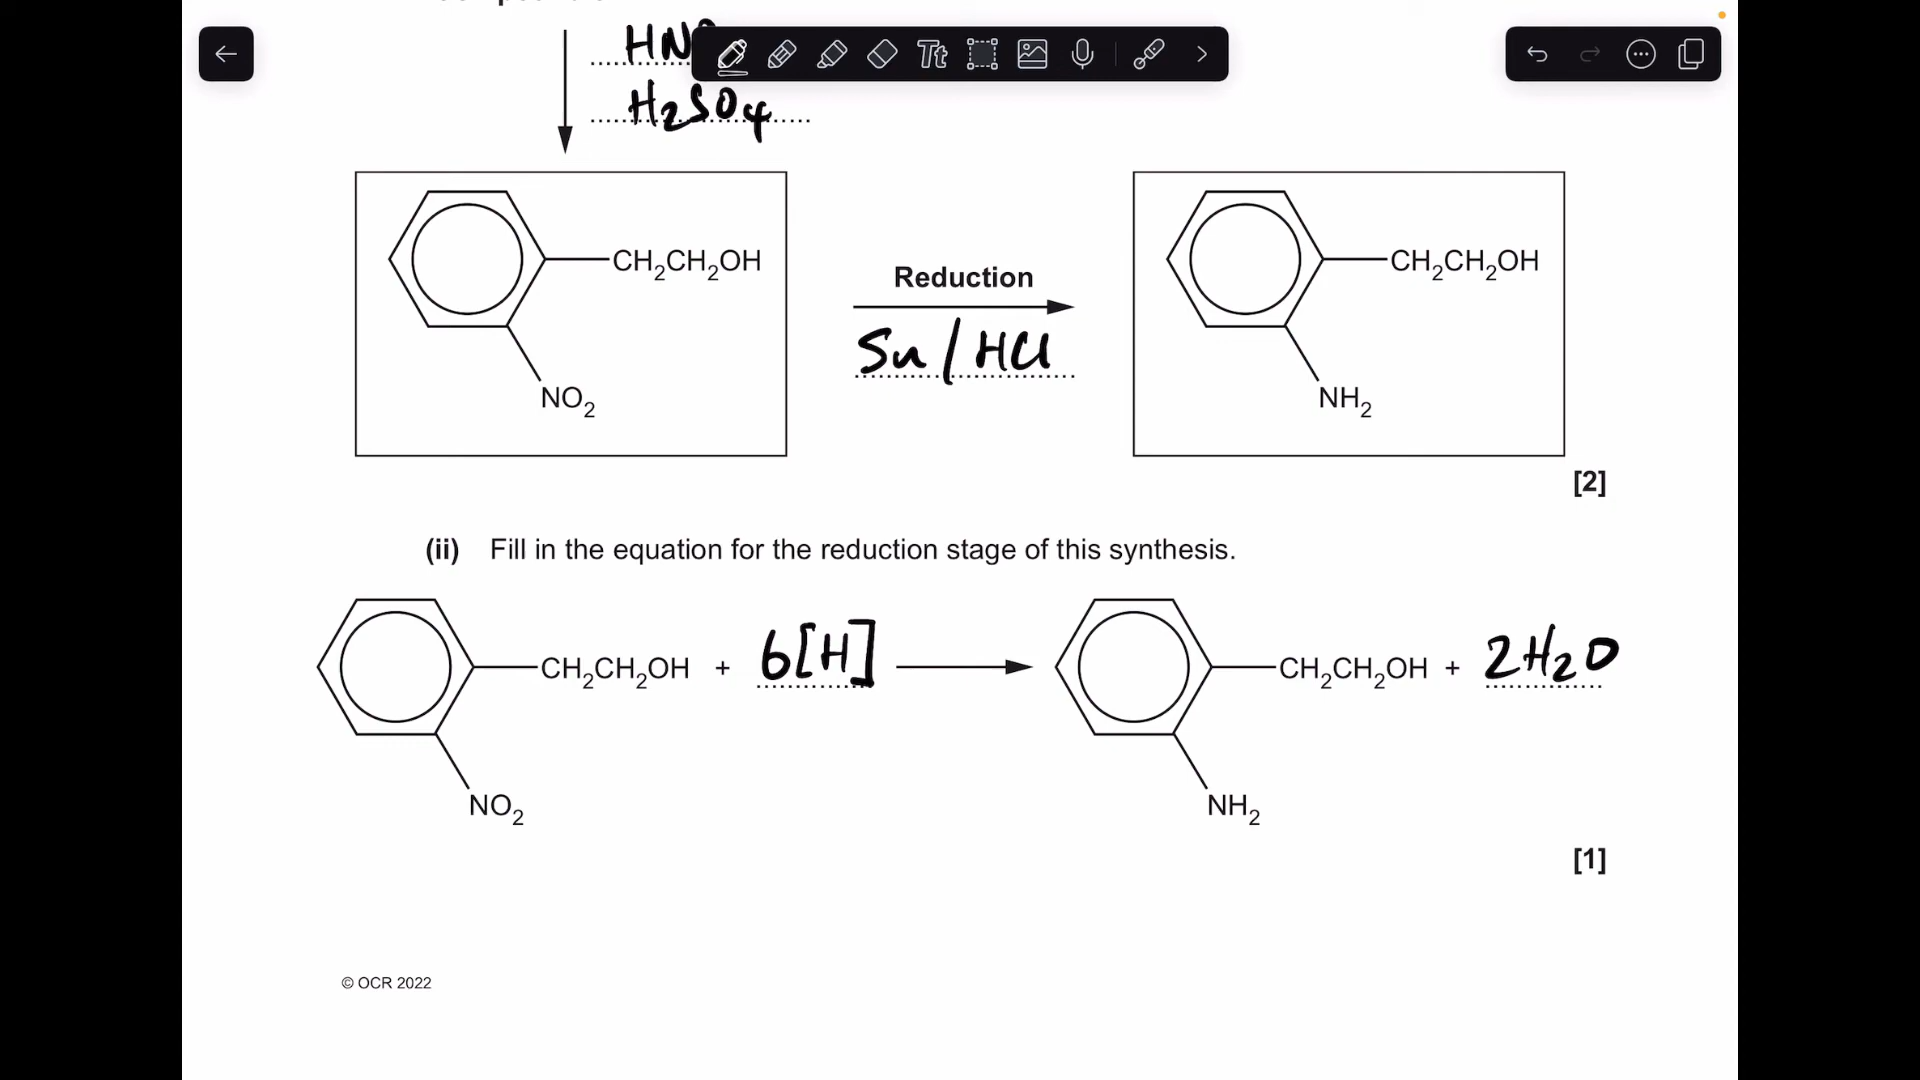 HN
Tt
H₂SO₄
CH₂CH₂OH
NO₂
Reduction
Sn / HCl
CH₂CH₂OH
NH₂
[2]
(ii) Fill in the equation for the reduction stage of this synthesis.
CH₂CH₂OH + 6[H] CH₂CH₂OH + 2H₂O
NO₂
NH₂
[1]
© OCR 2022